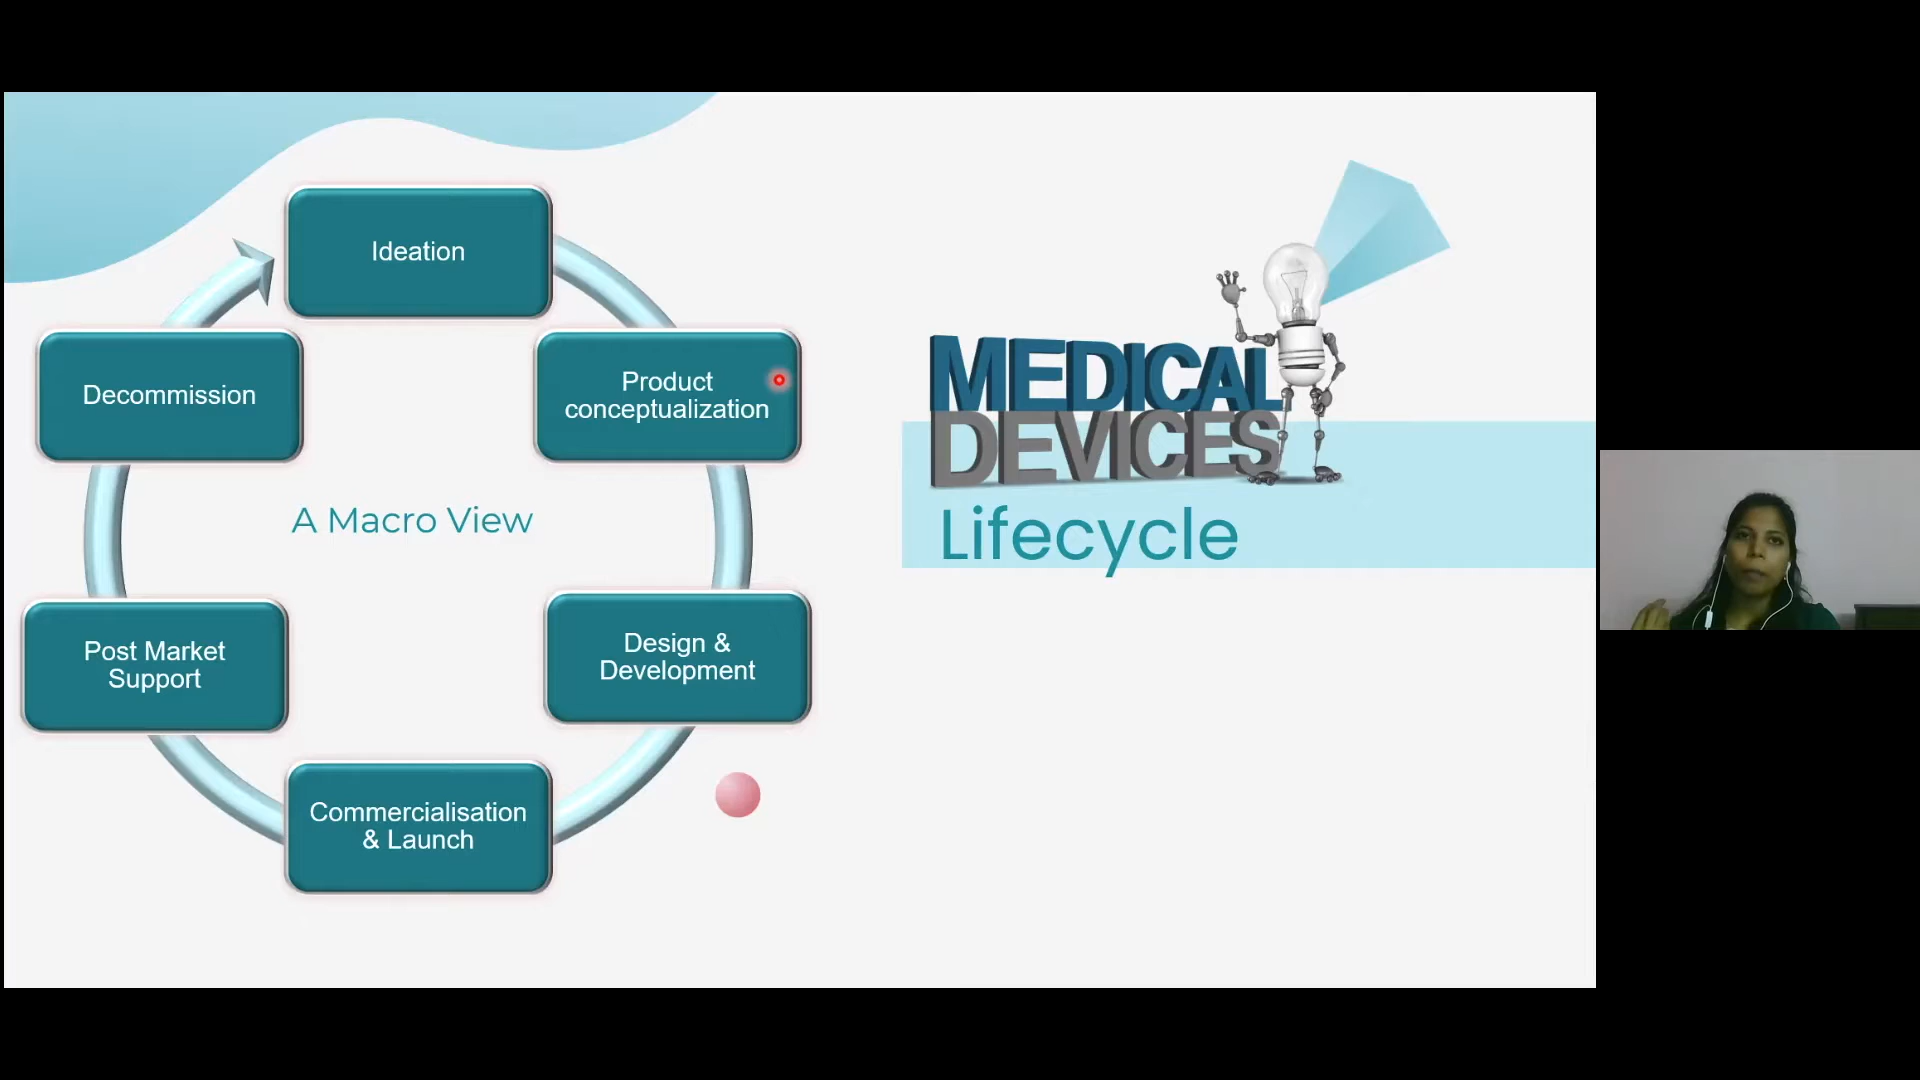 Ideation
Product
conceptualization
Design &
Development
Commercialisation
& Launch
Post Market
Support
Decommission
A Macro View
MEDICAL
DEVICES
Lifecycle